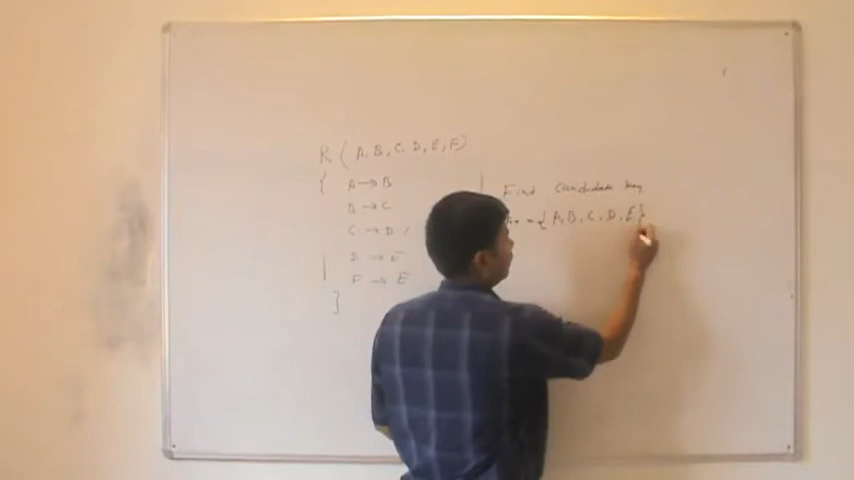 R (A, B, C, D, E, F)
{ A → B
B → C
C → D
D → E
F → E
}
Find Candidate key
= {A, B, C, D, E}